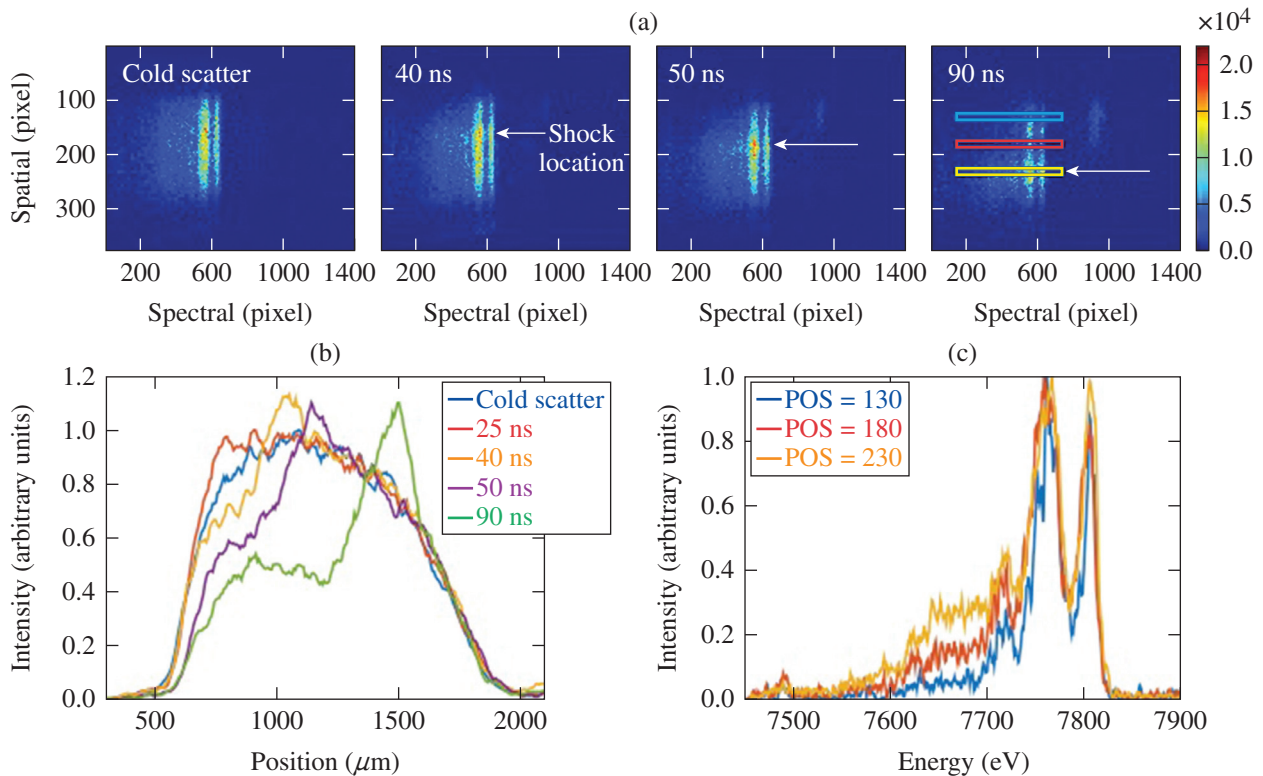 (a)
×10⁴
Cold scatter
40 ns
50 ns
90 ns
Shock
location
Spatial (pixel)
100
200
300
2.0
1.5
1.0
0.5
0.0
200 600 1000 1400
200 600 1000 1400
200 600 1000 1400
200 600 1000 1400
Spectral (pixel)
Spectral (pixel)
Spectral (pixel)
Spectral (pixel)
(b)
Intensity (arbitrary units)
1.2
1.0
0.8
0.6
0.4
0.2
0.0
Cold scatter
25 ns
40 ns
50 ns
90 ns
500 1000 1500 2000
Position (μm)
(c)
Intensity (arbitrary units)
1.0
0.8
0.6
0.4
0.2
0.0
POS = 130
POS = 180
POS = 230
7500 7600 7700 7800 7900
Energy (eV)